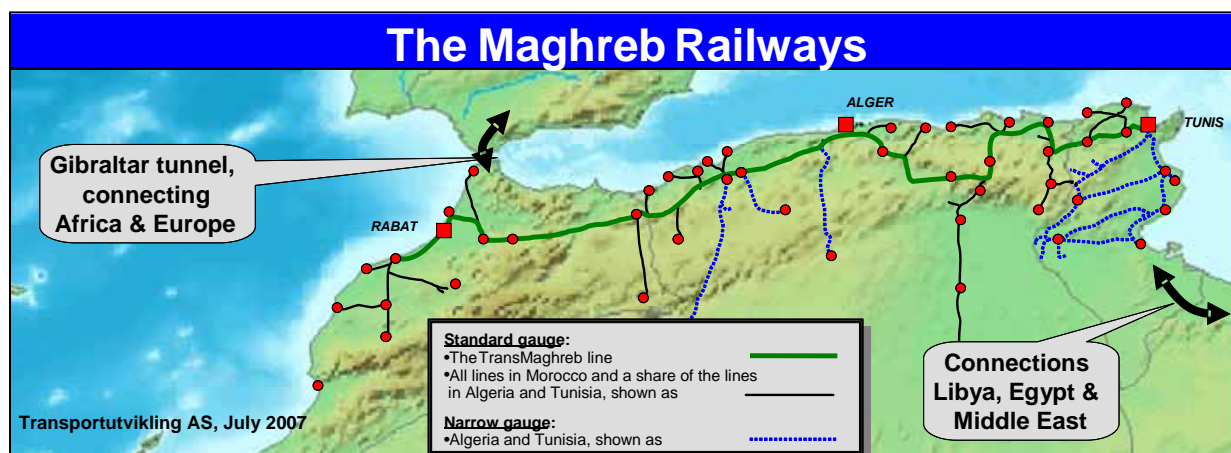 The Maghreb Railways
ALGER
TUNIS
Gibraltar tunnel,
connecting
Africa & Europe
RABAT
Standard gauge:
•The TransMaghreb line
•All lines in Morocco and a share of the lines
in Algeria and Tunisia, shown as
Narrow gauge:
•Algeria and Tunisia, shown as
Connections
Libya, Egypt &
Middle East
Transportutvikling AS, July 2007